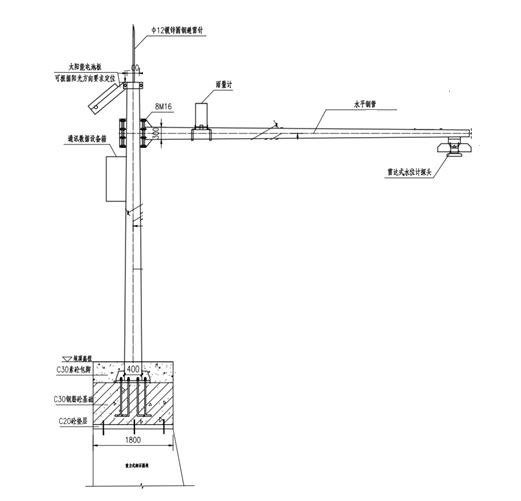 Φ12镀锌圆钢避雷针
太阳能电池板
可根据阳光方向要求定位
60
雨量计
8M16
300
水平钢管
通讯数据设备箱
雷达式水位计探头
C30素砼包脚
400
C30钢筋砼基础
C20砼垫层
1800